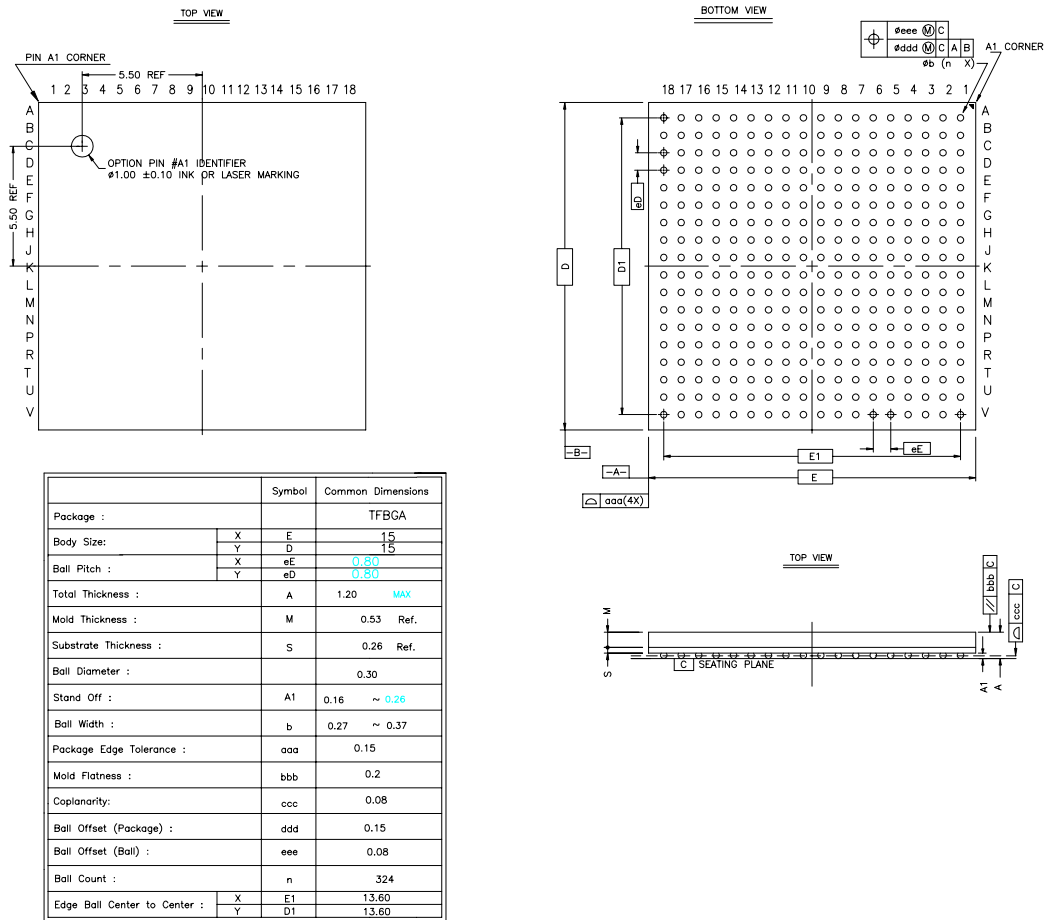 TOP VIEW
PIN A1 CORNER
5.50 REF
1 2 3 4 5 6 7 8 9 10 11 12 13 14 15 16 17 18
A
B
C
D
E
F
G
H
J
K
L
M
N
P
R
T
U
V
OPTION PIN #A1 IDENTIFIER
ø1.00 ±0.10 INK OR LASER MARKING
5.50 REF
BOTTOM VIEW
øeee Ⓜ C
øddd Ⓜ C A B
øb (n X)
A1 CORNER
18 17 16 15 14 13 12 11 10 9 8 7 6 5 4 3 2 1
A
B
C
D
E
F
G
H
J
K
L
M
N
P
R
T
U
V
eD
D
D1
-B-
eE
E1
-A-
E
aaa(4X)
Symbol Common Dimensions
Package : TFBGA
Body Size: X E 15
Y D 15
Ball Pitch : X eE 0.80
Y eD 0.80
Total Thickness : A 1.20 MAX
Mold Thickness : M 0.53 Ref.
Substrate Thickness : S 0.26 Ref.
Ball Diameter : 0.30
Stand Off : A1 0.16 ~ 0.26
Ball Width : b 0.27 ~ 0.37
Package Edge Tolerance : aaa 0.15
Mold Flatness : bbb 0.2
Coplanarity: ccc 0.08
Ball Offset (Package) : ddd 0.15
Ball Offset (Ball) : eee 0.08
Ball Count : n 324
Edge Ball Center to Center : X E1 13.60
Y D1 13.60
TOP VIEW
M
S
C SEATING PLANE
// bbb C
ccc C
A1
A